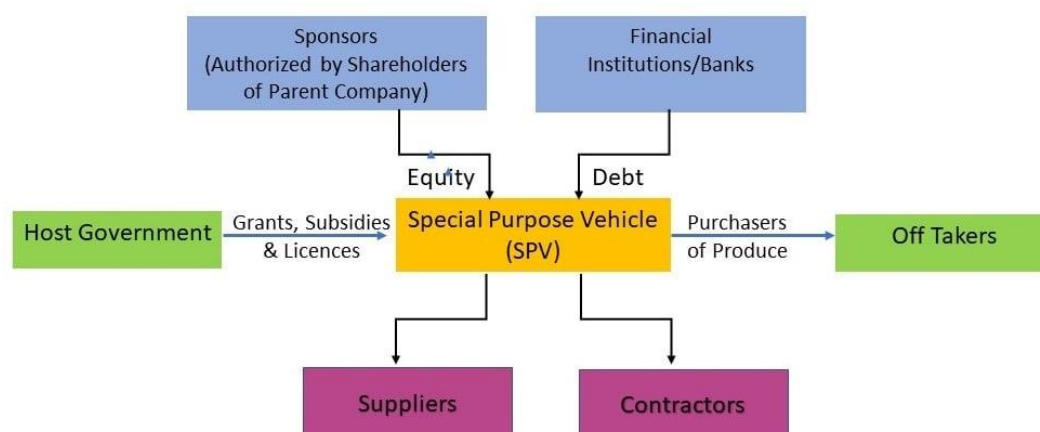 Sponsors
(Authorized by Shareholders
of Parent Company)
Financial
Institutions/Banks
Equity
Debt
Host Government
Grants, Subsidies
& Licences
Special Purpose Vehicle
(SPV)
Purchasers
of Produce
Off Takers
Suppliers
Contractors